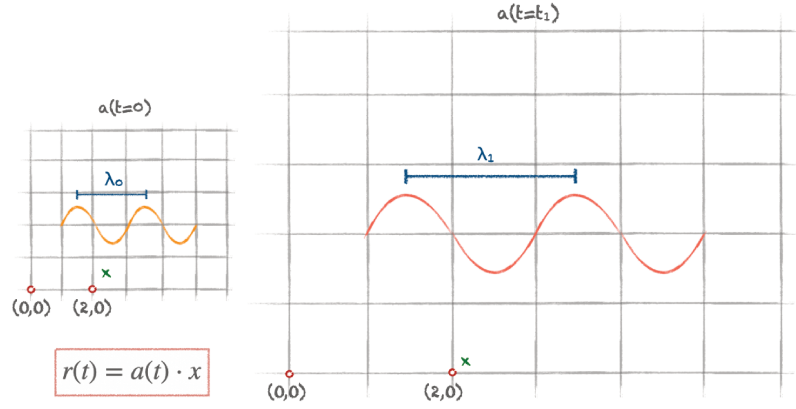 a(t=0)
λ₀
x
(0,0)
(2,0)
r(t) = a(t) · x
a(t=t₁)
λ₁
x
(0,0)
(2,0)